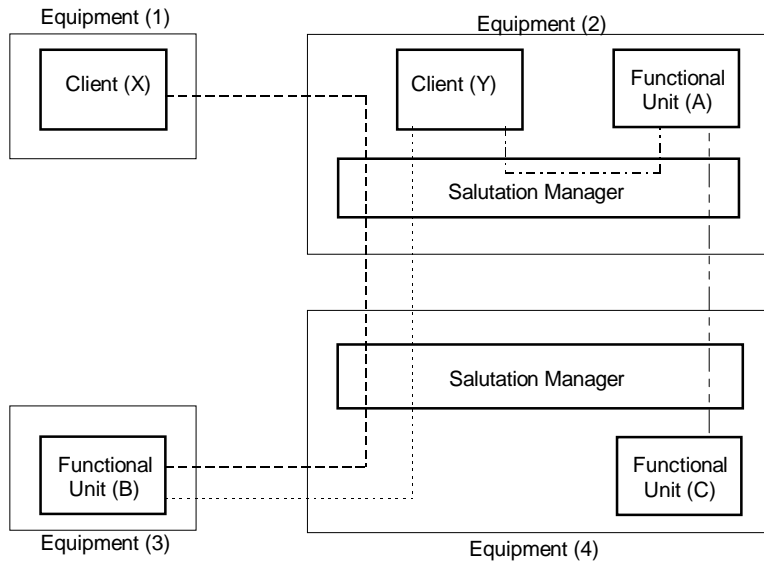 Equipment (1)
Equipment (2)
Client (X)
Client (Y)
Functional
Unit (A)
Salutation Manager
Salutation Manager
Functional
Unit (B)
Functional
Unit (C)
Equipment (3)
Equipment (4)